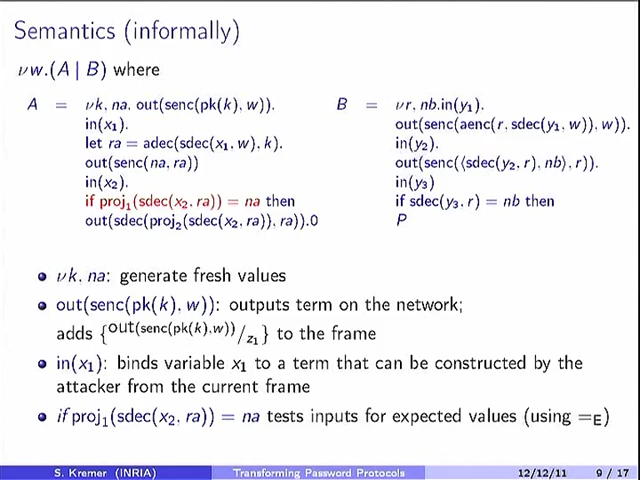 Semantics (informally)
νw.(A | B) where
A = νk, na. out(senc(pk(k), w)).
in(x₁).
let ra = adec(sdec(x₁, w), k).
out(senc(na, ra))
in(x₂).
if proj₁(sdec(x₂, ra)) = na then
out(sdec(proj₂(sdec(x₂, ra)), ra)).0
B = νr, nb.in(y₁).
out(senc(aenc(r, sdec(y₁, w)), w)).
in(y₂).
out(senc(⟨sdec(y₂, r), nb⟩, r)).
in(y₃)
if sdec(y₃, r) = nb then
P
νk, na: generate fresh values
out(senc(pk(k), w)): outputs term on the network;
adds {out(senc(pk(k),w))/z₁} to the frame
in(x₁): binds variable x₁ to a term that can be constructed by the
attacker from the current frame
if proj₁(sdec(x₂, ra)) = na tests inputs for expected values (using =E)
S. Kremer (INRIA) Transforming Password Protocols 12/12/11 9 / 17